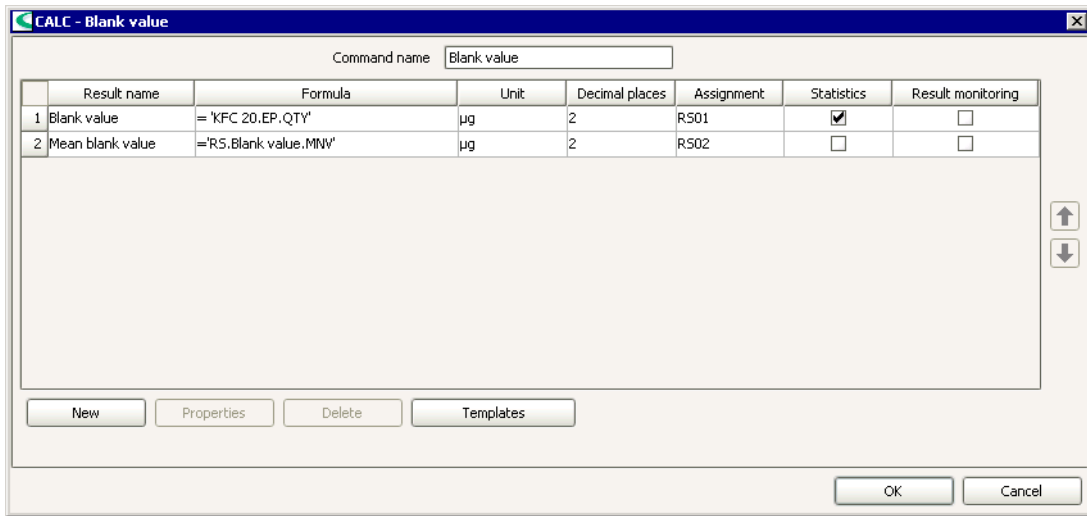 CALC - Blank value
Command name Blank value
Result name Formula Unit Decimal places Assignment Statistics Result monitoring
1 Blank value = 'KFC 20.EP.QTY' µg 2 RS01
2 Mean blank value ='RS.Blank value.MNV' µg 2 RS02
New Properties Delete Templates
OK Cancel